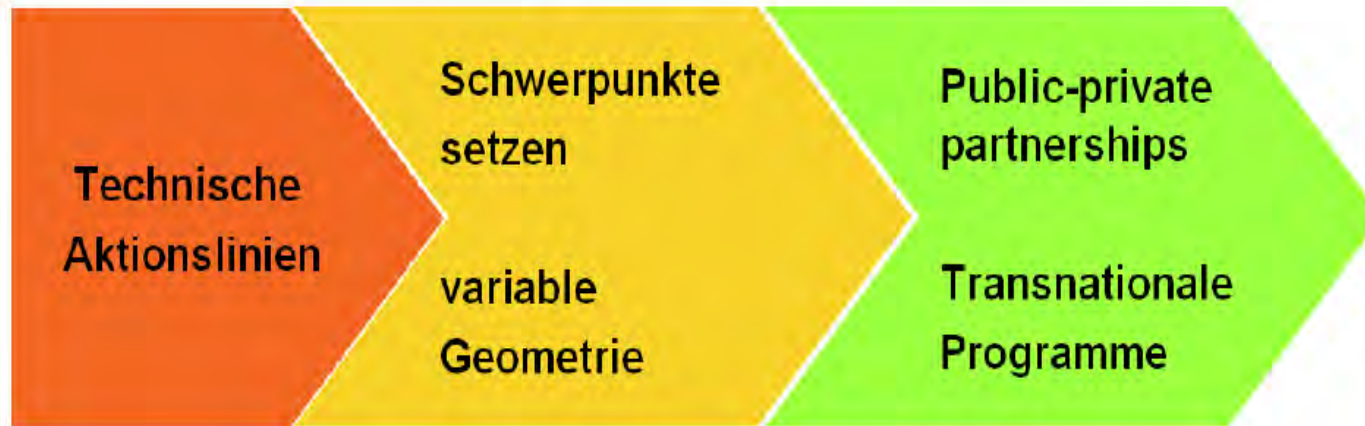 Technische
Aktionslinien
Schwerpunkte
setzen
variable
Geometrie
Public-private
partnerships
Transnationale
Programme